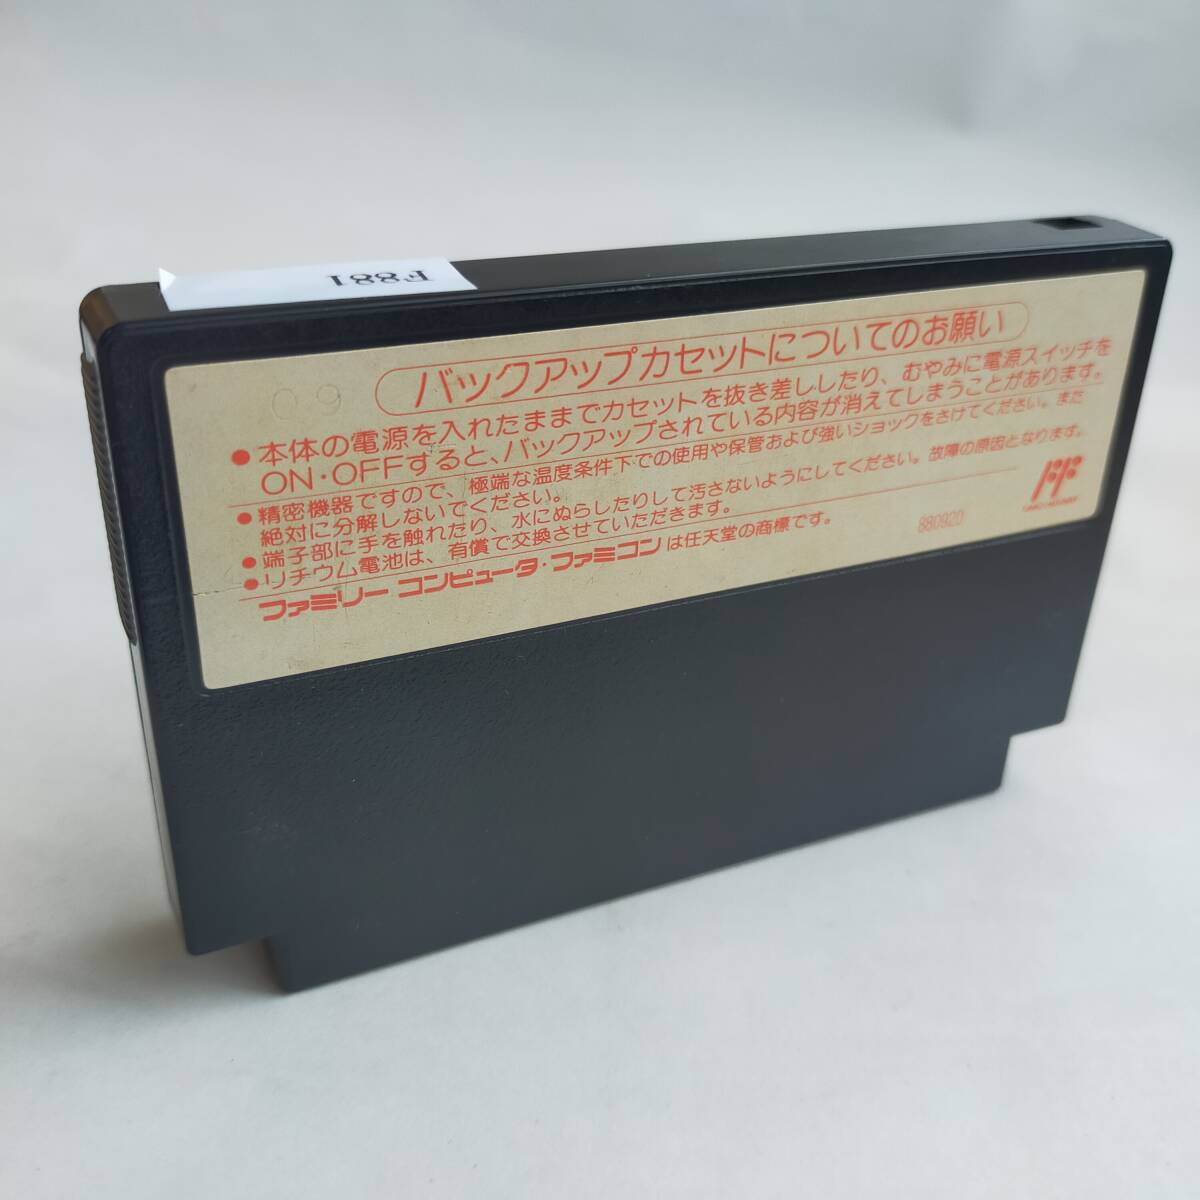 F881
09
バックアップカセットについてのお願い
●本体の電源を入れたままでカセットを抜き差ししたり、むやみに電源スイッチを
ON・OFFすると、バックアップされている内容が消えてしまうことがあります。
●精密機器ですので、極端な温度条件下での使用や保管および強いショックをさけてください。また
絶対に分解しないでください。
●端子部に手を触れたり、水にぬらしたりして汚さないようにしてください。故障の原因となります。
●リチウム電池は、有償で交換させていただきます。
ファミリー コンピュータ・ファミコンは任天堂の商標です。
880920